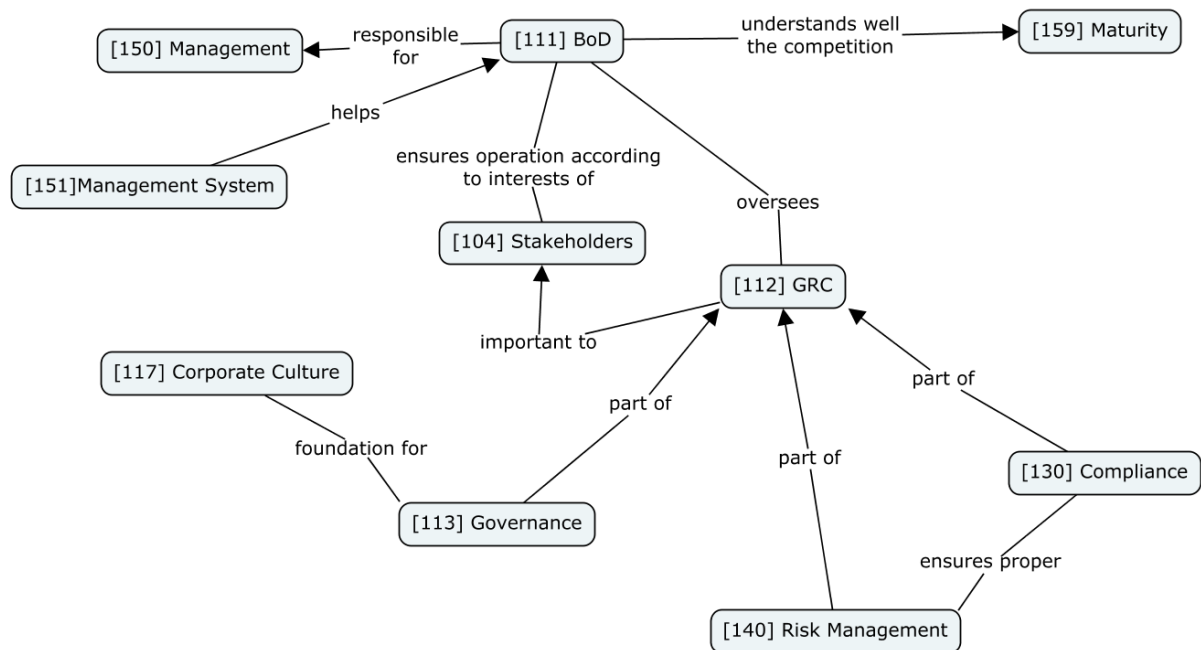 [150] Management
responsible
for
[111] BoD
understands well
the competition
[159] Maturity
helps
[151]Management System
ensures operation according
to interests of
oversees
[104] Stakeholders
[112] GRC
important to
[117] Corporate Culture
part of
part of
foundation for
part of
[130] Compliance
[113] Governance
ensures proper
[140] Risk Management